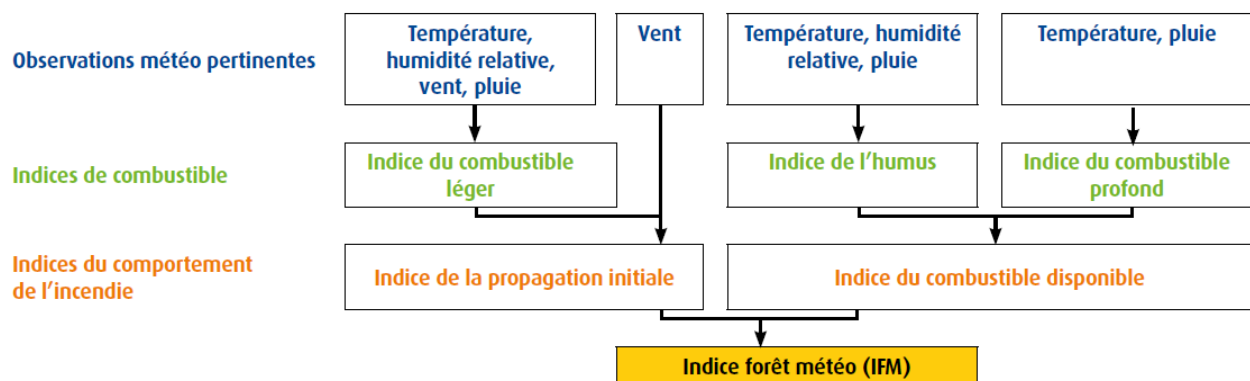 Observations météo pertinentes
Température,
humidité relative,
vent, pluie
Vent
Température, humidité
relative, pluie
Température, pluie
Indices de combustible
Indice du combustible
léger
Indice de l'humus
Indice du combustible
profond
Indices du comportement
de l'incendie
Indice de la propagation initiale
Indice du combustible disponible
Indice forêt météo (IFM)